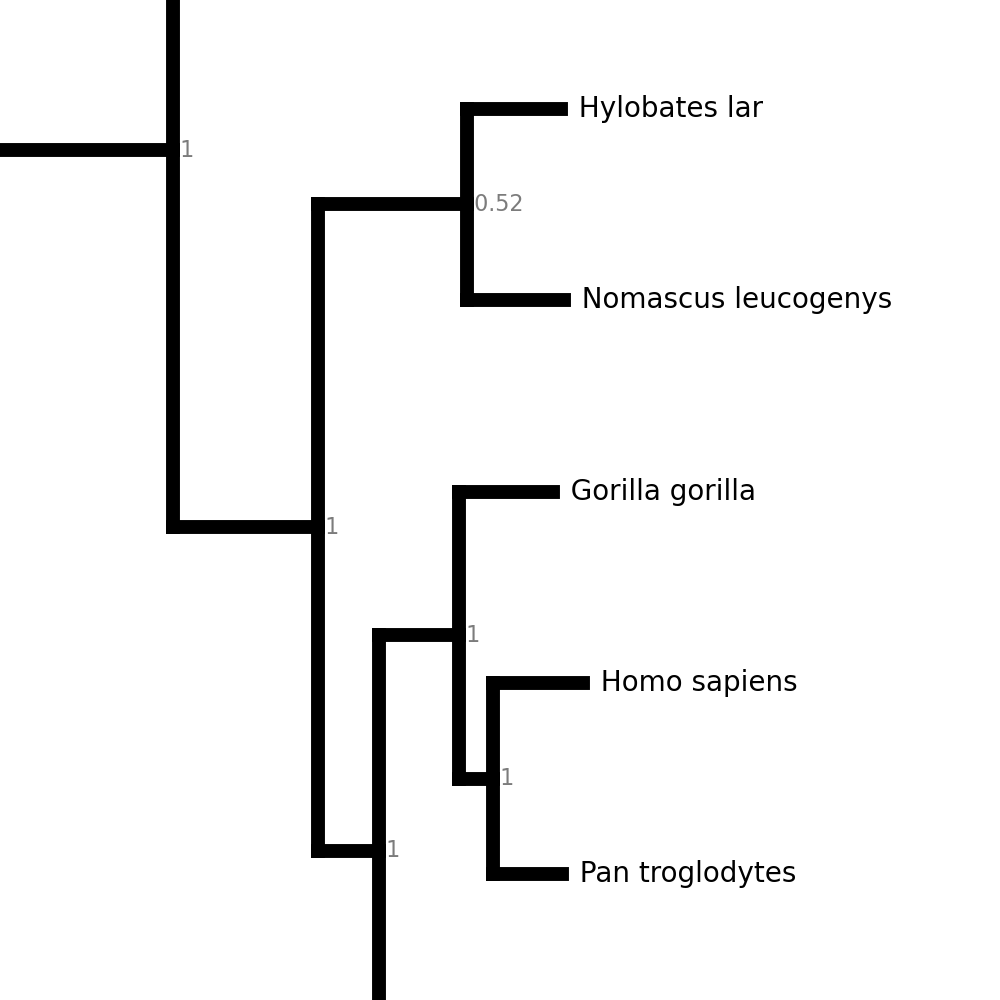 Hylobates lar
1
0.52
Nomascus leucogenys
Gorilla gorilla
1
1
Homo sapiens
1
1
Pan troglodytes